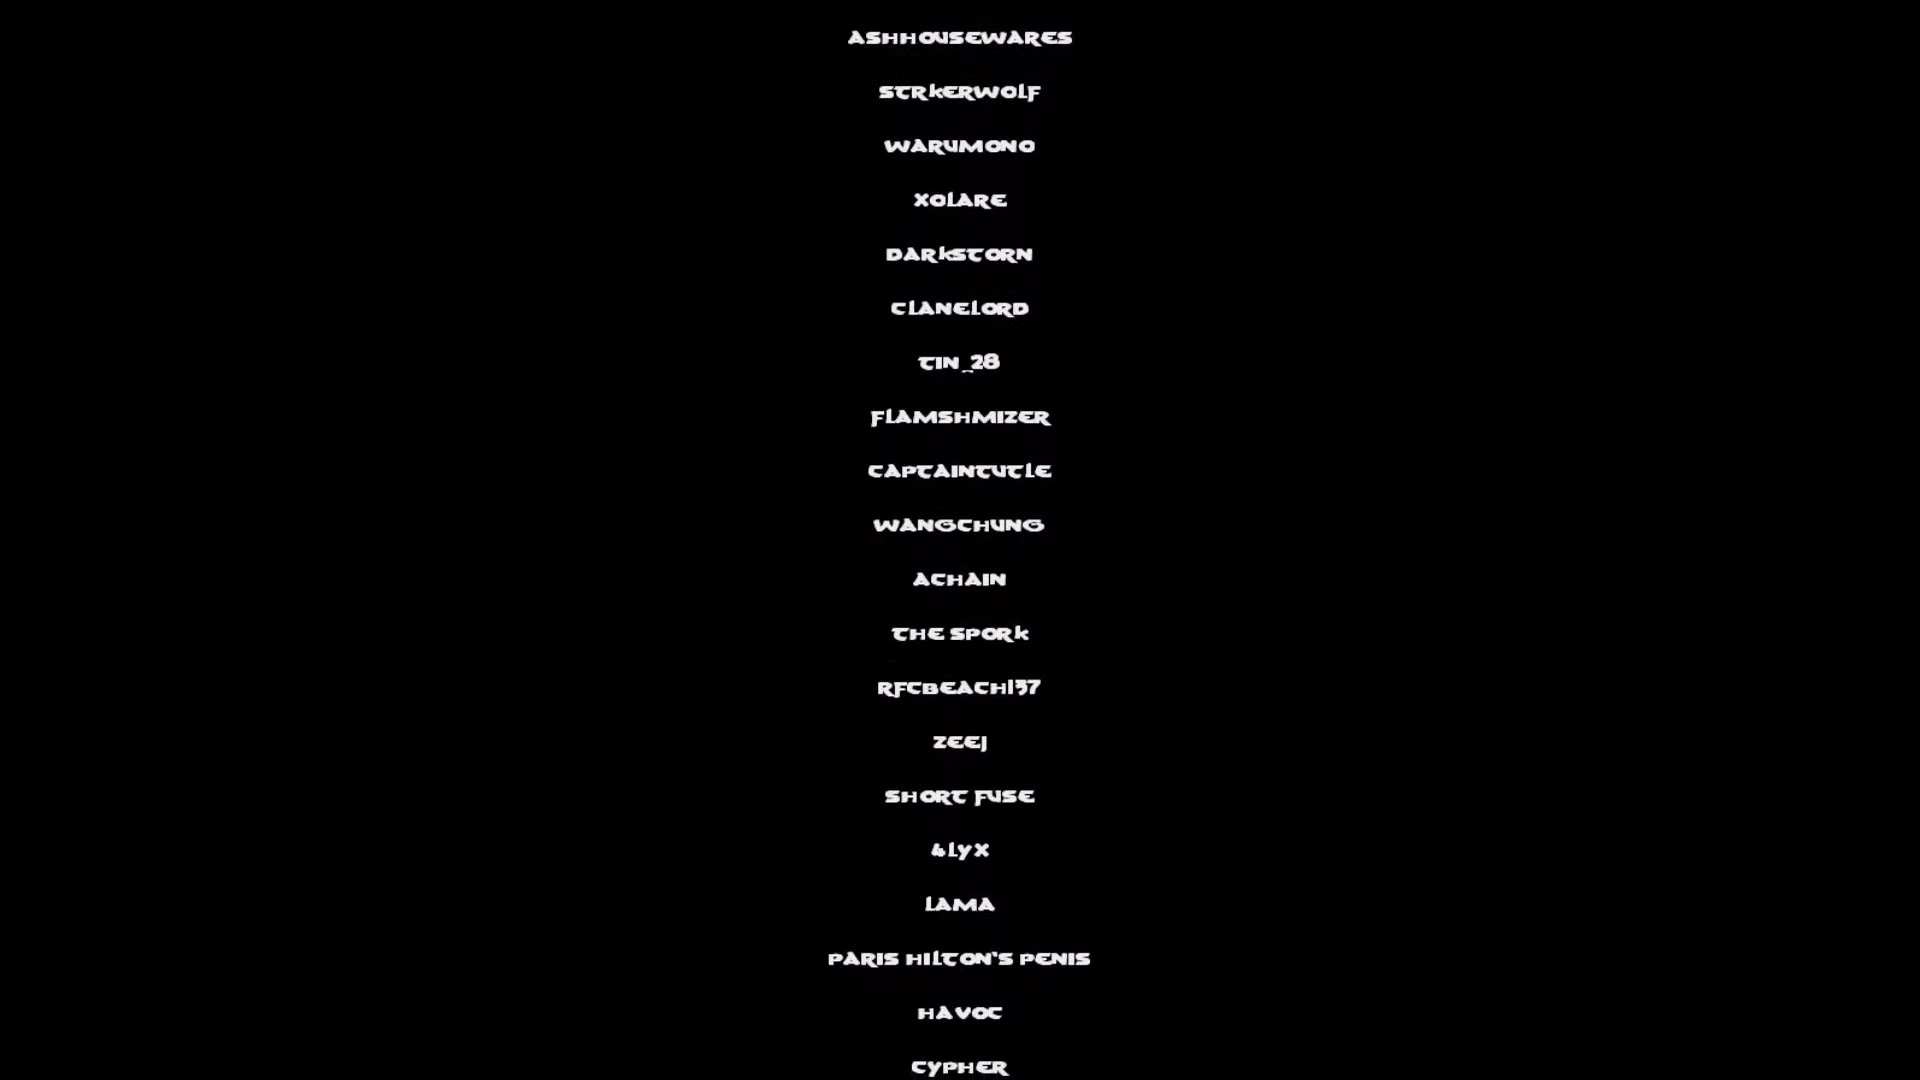 ASHHOUSEWARES
STRKERWOLF
WARUMONO
XOLARE
DARKSTORN
CLANELORD
TIN_28
FLAMSHMIZER
CAPTAINTUTLE
WANGCHUNG
ACHAIN
THE SPORK
RFCBEACH137
ZEEJ
SHORT FUSE
4LYX
LAMA
PARIS HILTON'S PENIS
HAVOC
CYPHER